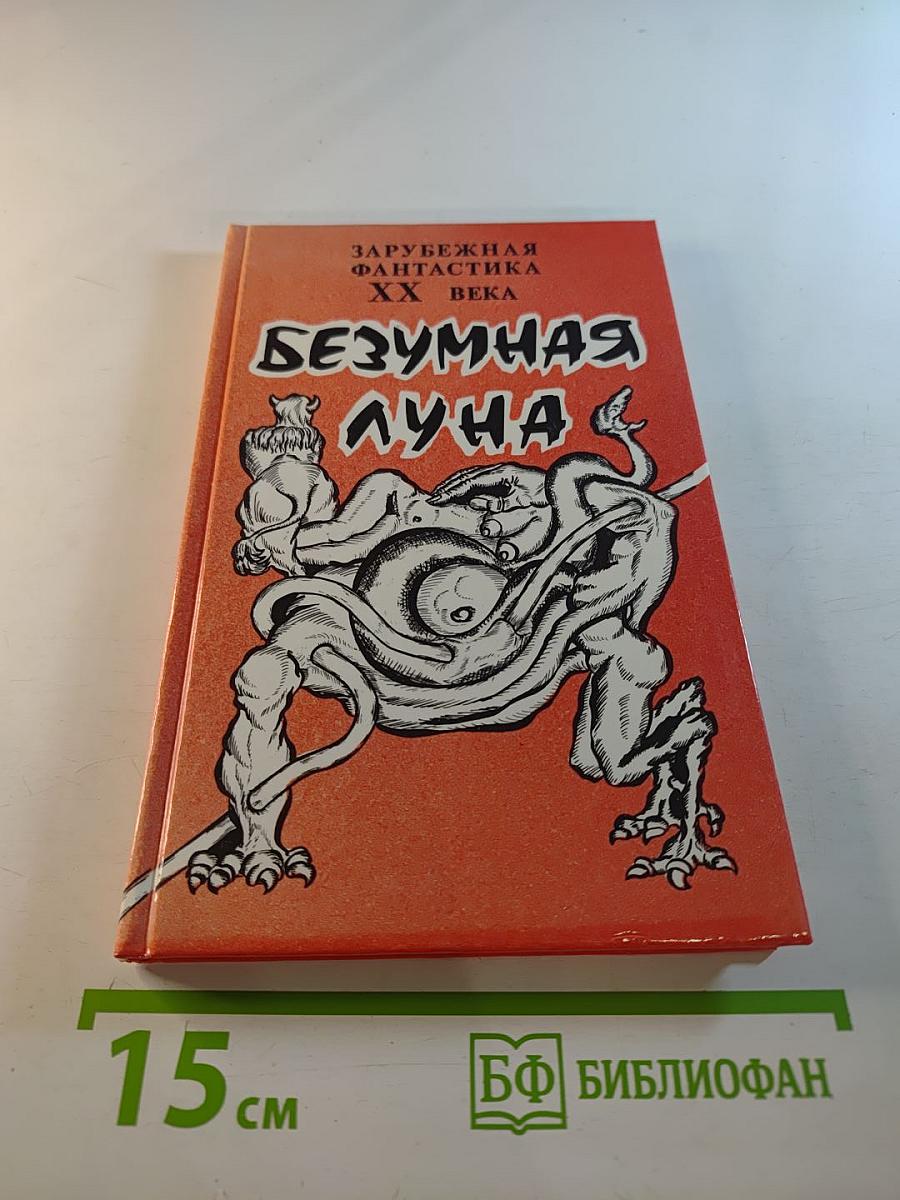 ЗАРУБЕЖНАЯ
ФАНТАСТИКА
XX ВЕКА
БЕЗУМНАЯ
ЛУНА
15 см
БФ БИБЛИОФАН